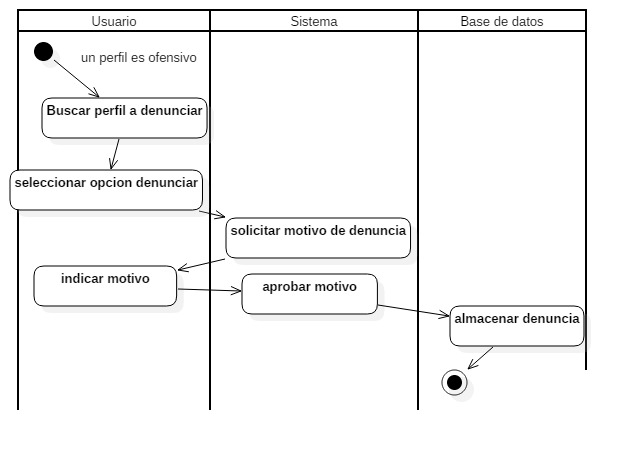 Usuario
Sistema
Base de datos
un perfil es ofensivo
Buscar perfil a denunciar
seleccionar opcion denunciar
solicitar motivo de denuncia
indicar motivo
aprobar motivo
almacenar denuncia